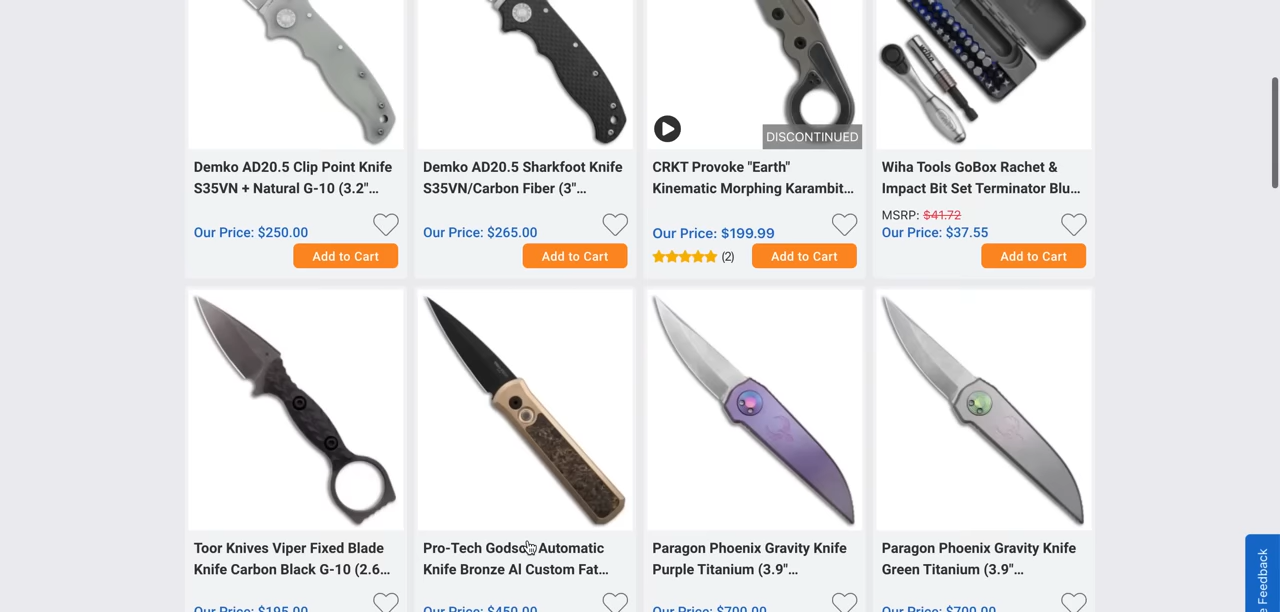 wiha
DISCONTINUED
Demko AD20.5 Clip Point Knife
S35VN + Natural G-10 (3.2"...
Our Price: $250.00
Add to Cart
Demko AD20.5 Sharkfoot Knife
S35VN/Carbon Fiber (3"...
Our Price: $265.00
Add to Cart
CRKT Provoke "Earth"
Kinematic Morphing Karambit...
Our Price: $199.99
(2)
Add to Cart
Wiha Tools GoBox Rachet &
Impact Bit Set Terminator Blu...
MSRP: $41.72
Our Price: $37.55
Add to Cart
Toor Knives Viper Fixed Blade
Knife Carbon Black G-10 (2.6...
Our Price: $195.00
Pro-Tech Godson Automatic
Knife Bronze Al Custom Fat...
Our Price: $450.00
Paragon Phoenix Gravity Knife
Purple Titanium (3.9"...
Our Price: $700.00
Paragon Phoenix Gravity Knife
Green Titanium (3.9"...
Our Price: $700.00
Feedback